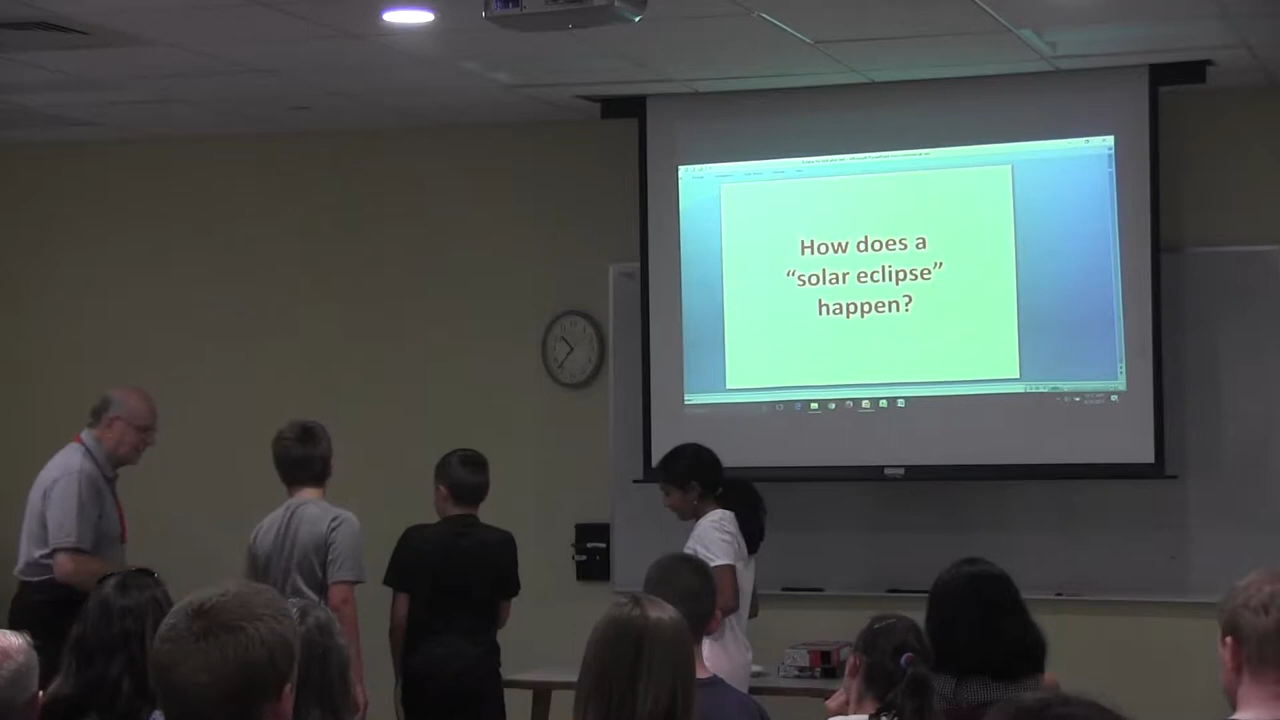 How does a
“solar eclipse”
happen?